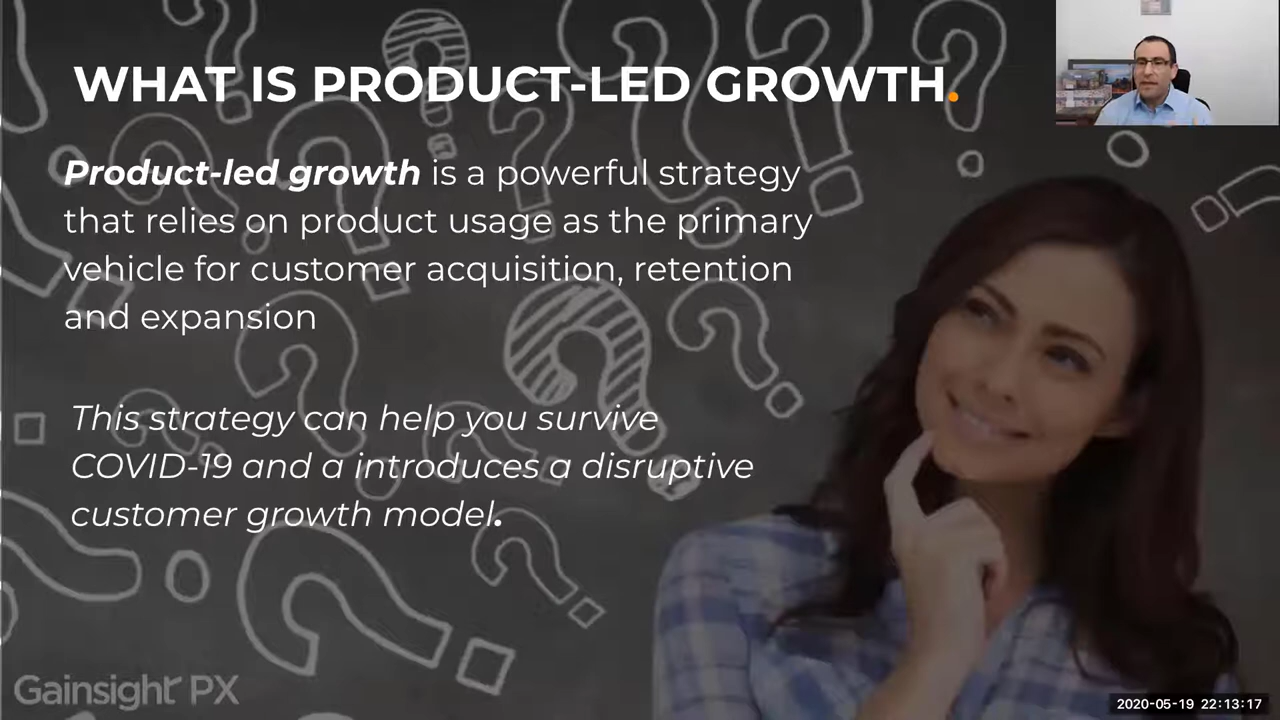 WHAT IS PRODUCT-LED GROWTH.
Product-led growth is a powerful strategy
that relies on product usage as the primary
vehicle for customer acquisition, retention
and expansion
This strategy can help you survive
COVID-19 and a introduces a disruptive
customer growth model.
Gainsight PX
2020-05-19 22:13:17